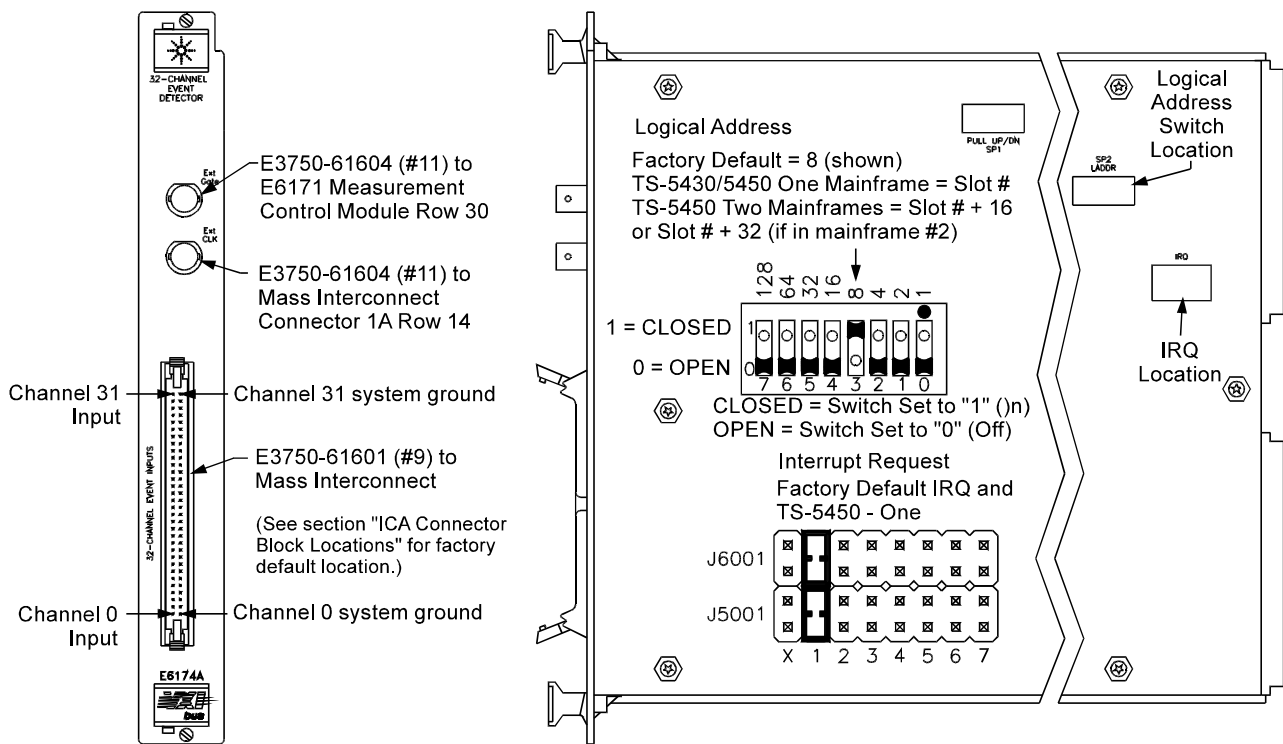 32-CHANNEL
EVENT
DETECTOR
Ext
Gate
E3750-61604 (#11) to
E6171 Measurement
Control Module Row 30
Ext
CLK
E3750-61604 (#11) to
Mass Interconnect
Connector 1A Row 14
Channel 31
Input
Channel 31 system ground
32-CHANNEL EVENT INPUTS
E3750-61601 (#9) to
Mass Interconnect
(See section "ICA Connector
Block Locations" for factory
default location.)
Channel 0
Input
Channel 0 system ground
E6174A
VXI
bus
Logical Address
Factory Default = 8 (shown)
TS-5430/5450 One Mainframe = Slot #
TS-5450 Two Mainframes = Slot # + 16
or Slot # + 32 (if in mainframe #2)
PULL UP/DN
SP1
Logical
Address
Switch
Location
SP2
LADDR
IRQ
IRQ
Location
128 64 32 16 8 4 2 1
1 = CLOSED 1
0 = OPEN 0
7 6 5 4 3 2 1 0
CLOSED = Switch Set to "1" ()n)
OPEN = Switch Set to "0" (Off)
Interrupt Request
Factory Default IRQ and
TS-5450 - One
J6001
J5001
X 1 2 3 4 5 6 7